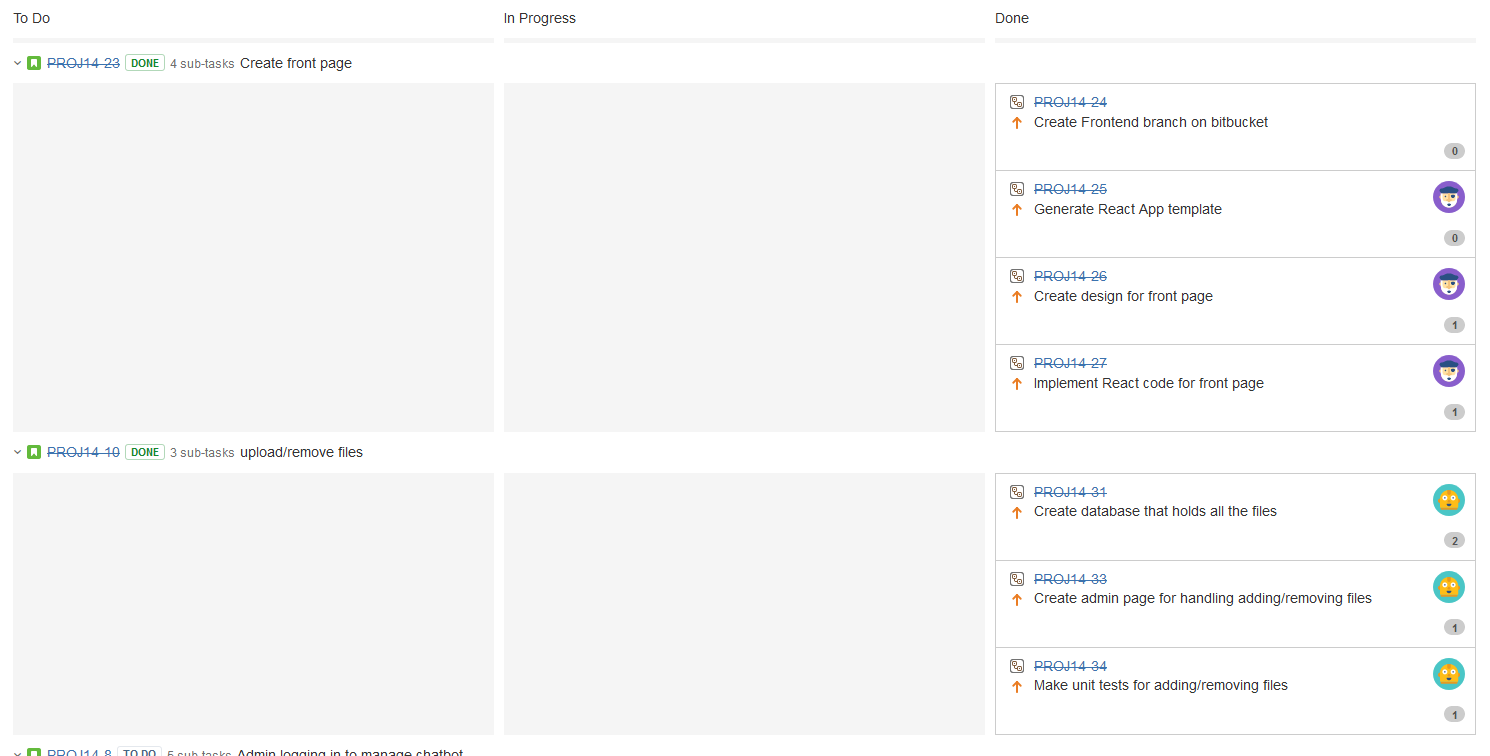 To Do In Progress Done
PROJ14-23 DONE 4 sub-tasks Create front page
PROJ14-24
Create Frontend branch on bitbucket
0
PROJ14-25
Generate React App template
0
PROJ14-26
Create design for front page
1
PROJ14-27
Implement React code for front page
1
PROJ14-10 DONE 3 sub-tasks upload/remove files
PROJ14-31
Create database that holds all the files
2
PROJ14-33
Create admin page for handling adding/removing files
1
PROJ14-34
Make unit tests for adding/removing files
1
PROJ14-8 TO DO 5 sub-tasks Admin logging in to manage chatbot